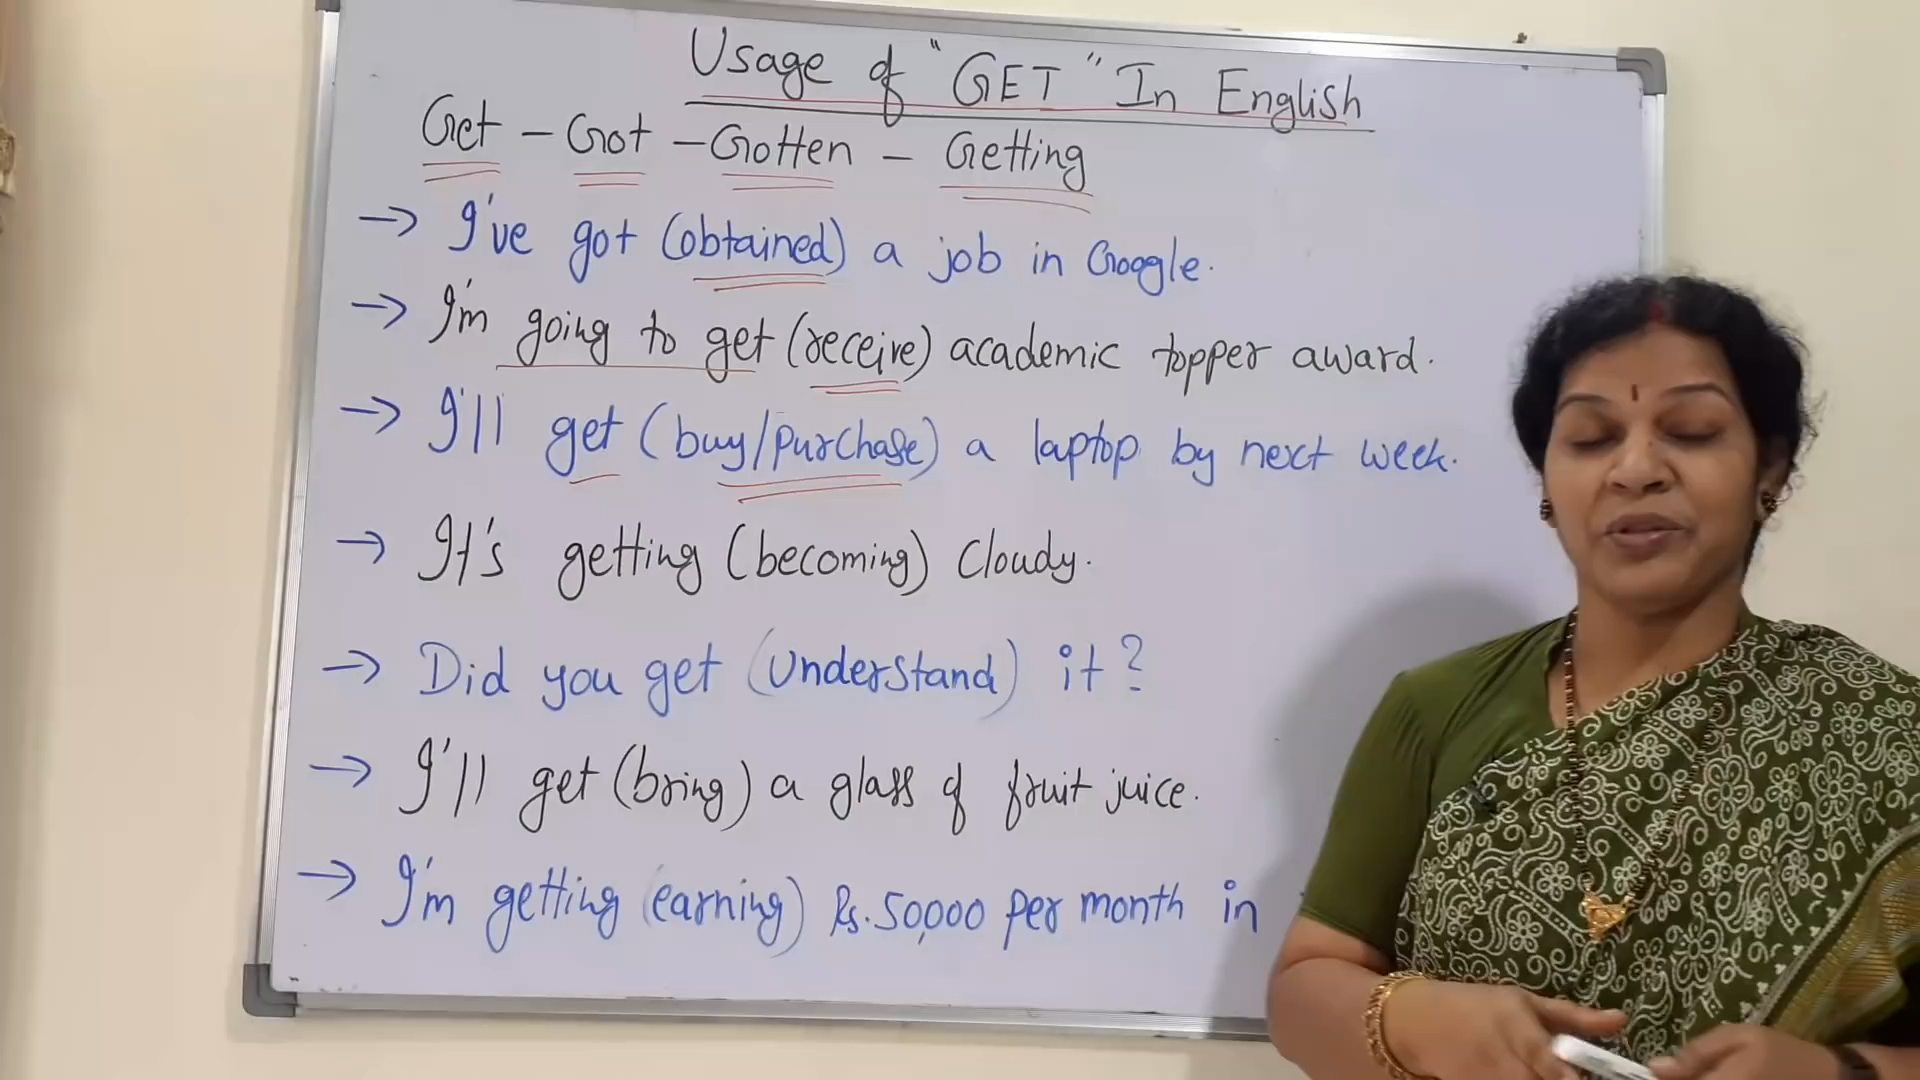 Usage of "GET" In English
Get - Got - Gotten - Getting
→ I've got (obtained) a job in Google.
→ I'm going to get (receive) academic topper award.
→ I'll get (buy/purchase) a laptop by next week.
→ It's getting (becoming) cloudy.
→ Did you get (understand) it?
→ I'll get (bring) a glass of fruit juice.
→ I'm getting (earning) Rs.50,000 per month in